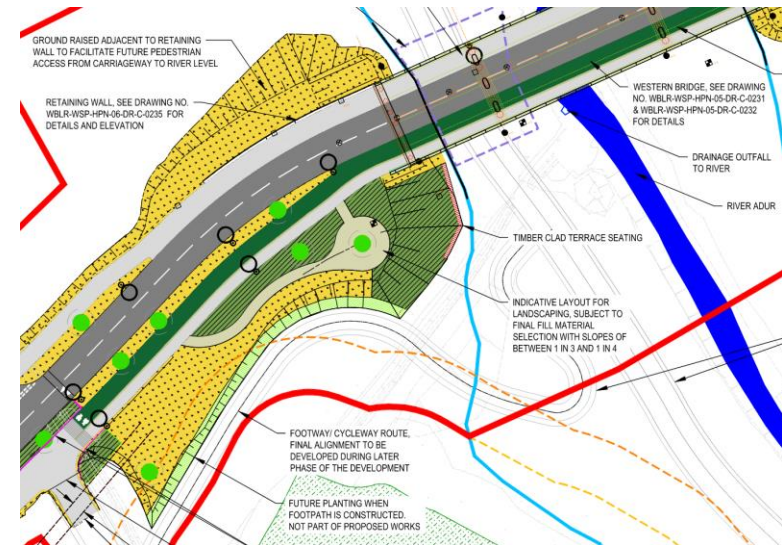 GROUND RAISED ADJACENT TO RETAINING
WALL TO FACILITATE FUTURE PEDESTRIAN
ACCESS FROM CARRIAGEWAY TO RIVER LEVEL
RETAINING WALL, SEE DRAWING NO.
WBLR-WSP-HPN-06-DR-C-0235 FOR
DETAILS AND ELEVATION
WESTERN BRIDGE, SEE DRAWING
NO. WBLR-WSP-HPN-05-DR-C-0231
& WBLR-WSP-HPN-05-DR-C-0232
FOR DETAILS
DRAINAGE OUTFALL
TO RIVER
RIVER ADUR
TIMBER CLAD TERRACE SEATING
INDICATIVE LAYOUT FOR
LANDSCAPING, SUBJECT TO
FINAL FILL MATERIAL
SELECTION WITH SLOPES OF
BETWEEN 1 IN 3 AND 1 IN 4
FOOTWAY/ CYCLEWAY ROUTE,
FINAL ALIGNMENT TO BE
DEVELOPED DURING LATER
PHASE OF THE DEVELOPMENT
FUTURE PLANTING WHEN
FOOTPATH IS CONSTRUCTED.
NOT PART OF PROPOSED WORKS